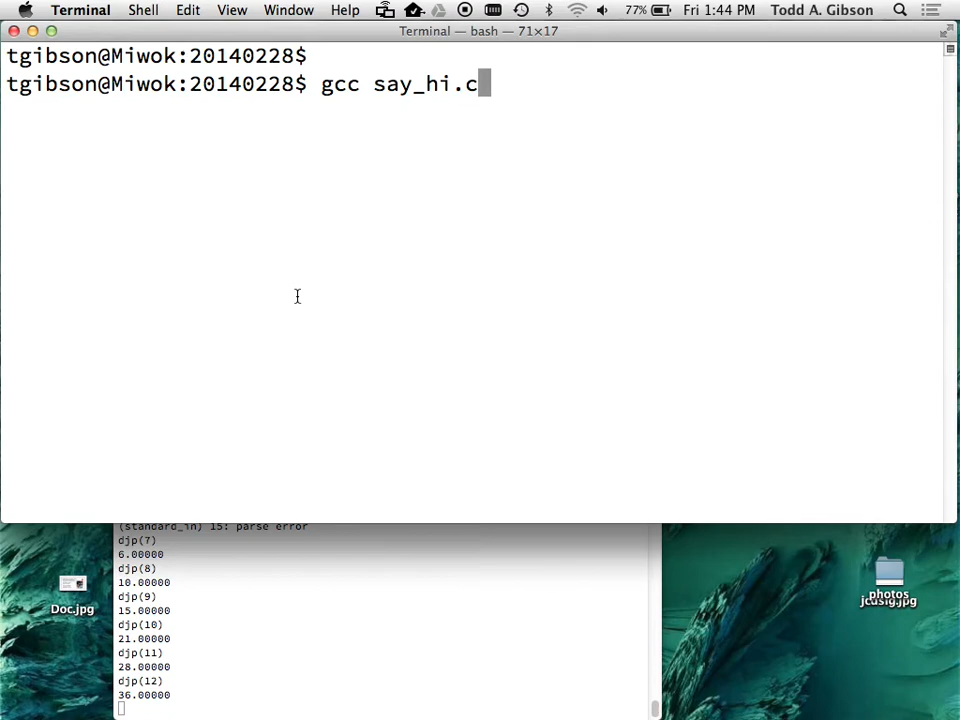 Terminal Shell Edit View Window Help 77% Fri 1:44 PM Todd A. Gibson
Terminal — bash — 71×17
tgibson@Miwok:20140228$
tgibson@Miwok:20140228$ gcc say_hi.c
(standard_in) 15: parse error
djp(7)
6.00000
djp(8)
10.00000
djp(9)
15.00000
djp(10)
21.00000
djp(11)
28.00000
djp(12)
36.00000
Doc.jpg
photos